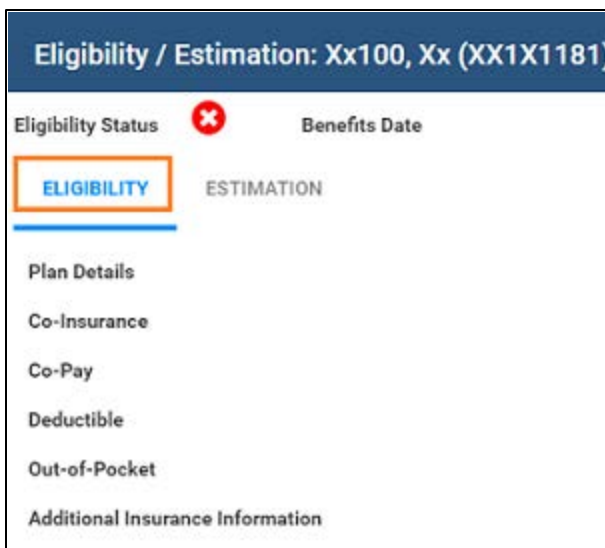 Eligibility / Estimation: Xx100, Xx (XX1X1181)
Eligibility Status Benefits Date
ELIGIBILITY ESTIMATION
Plan Details
Co-Insurance
Co-Pay
Deductible
Out-of-Pocket
Additional Insurance Information